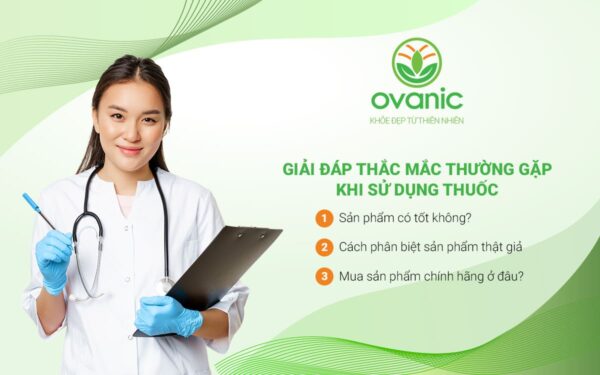 ovanic
KHỎE ĐẸP TỪ THIÊN NHIÊN
GIẢI ĐÁP THẮC MẮC THƯỜNG GẶP
KHI SỬ DỤNG THUỐC
1 Sản phẩm có tốt không?
2 Cách phân biệt sản phẩm thật giả
3 Mua sản phẩm chính hãng ở đâu?